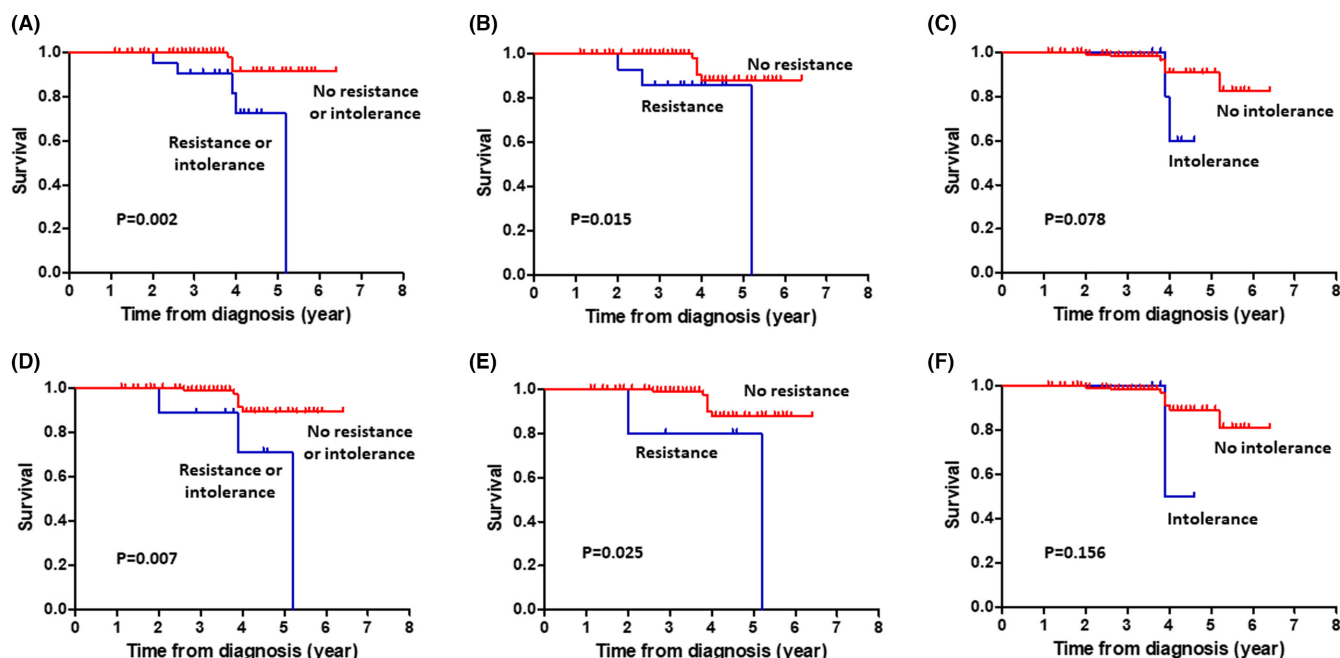 (A)
1.0
0.8
0.6
0.4
0.2
0.0
Survival
No resistance
or intolerance
Resistance or
intolerance
P=0.002
0 1 2 3 4 5 6 7 8
Time from diagnosis (year)
(B)
1.0
0.8
0.6
0.4
0.2
0.0
Survival
No resistance
Resistance
P=0.015
0 1 2 3 4 5 6 7 8
Time from diagnosis (year)
(C)
1.0
0.8
0.6
0.4
0.2
0.0
Survival
No intolerance
Intolerance
P=0.078
0 1 2 3 4 5 6 7 8
Time from diagnosis (year)
(D)
1.0
0.8
0.6
0.4
0.2
0.0
Survival
No resistance
or intolerance
Resistance or
intolerance
P=0.007
0 1 2 3 4 5 6 7 8
Time from diagnosis (year)
(E)
1.0
0.8
0.6
0.4
0.2
0.0
Survival
No resistance
Resistance
P=0.025
0 1 2 3 4 5 6 7 8
Time from diagnosis (year)
(F)
1.0
0.8
0.6
0.4
0.2
0.0
Survival
No intolerance
Intolerance
P=0.156
0 1 2 3 4 5 6 7 8
Time from diagnosis (year)